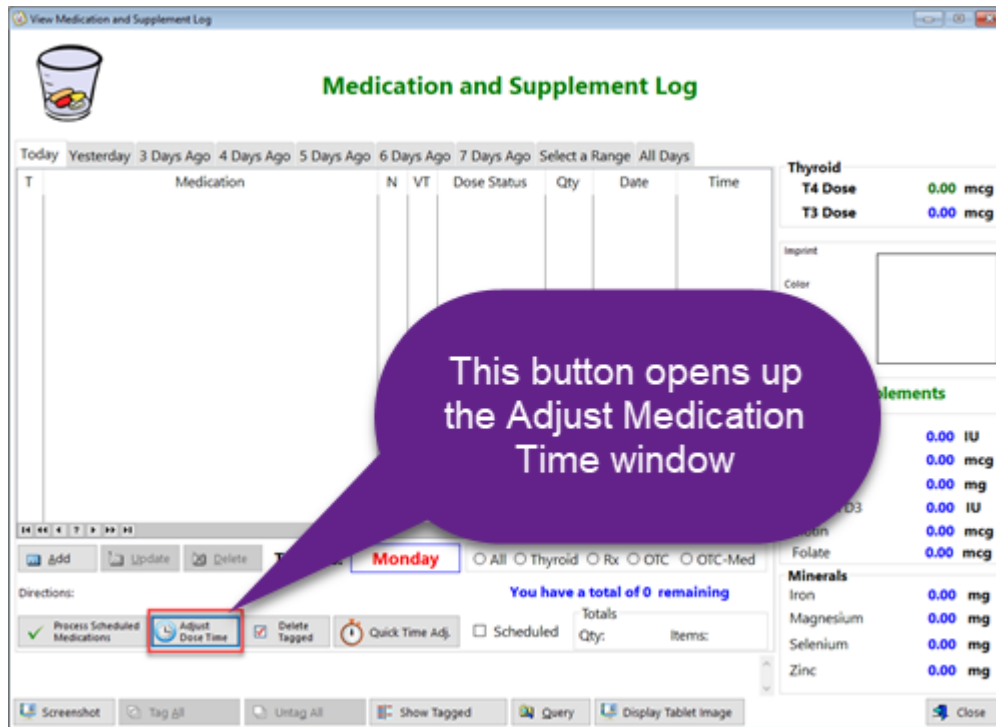 View Medication and Supplement Log
Medication and Supplement Log
Today Yesterday 3 Days Ago 4 Days Ago 5 Days Ago 6 Days Ago 7 Days Ago Select a Range All Days
T Medication N VT Dose Status Qty Date Time
Thyroid
T4 Dose 0.00 mcg
T3 Dose 0.00 mcg
Imprint
Color
This button opens up
the Adjust Medication
Time window
lements
0.00 IU
0.00 mcg
0.00 mg
D3 0.00 IU
0.00 mcg
Folate 0.00 mcg
Add Update Delete Monday All Thyroid Rx OTC OTC-Med
Minerals
Iron 0.00 mg
Magnesium 0.00 mg
Selenium 0.00 mg
Zinc 0.00 mg
Directions: You have a total of 0 remaining
Process Scheduled
Medications
Adjust
Dose Time
Delete
Tagged
Quick Time Adj.
Scheduled
Totals
Qty: Items:
Screenshot Tag All Untag All Show Tagged Query Display Tablet Image Close